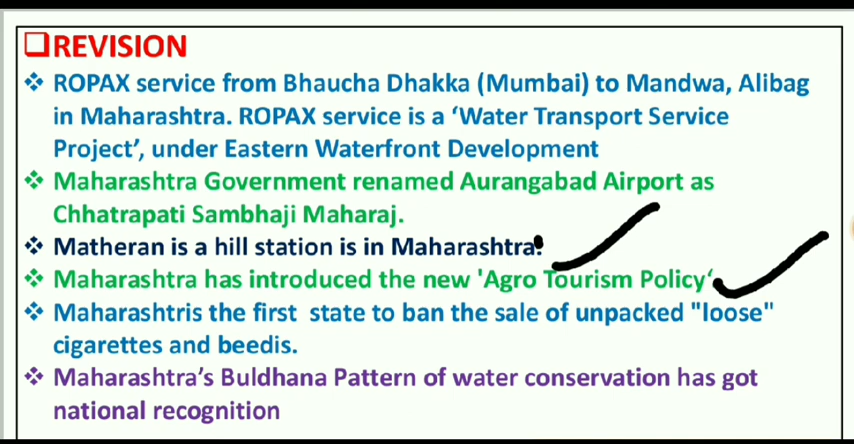 REVISION
❖ ROPAX service from Bhaucha Dhakka (Mumbai) to Mandwa, Alibag
in Maharashtra. ROPAX service is a ‘Water Transport Service
Project’, under Eastern Waterfront Development
❖ Maharashtra Government renamed Aurangabad Airport as
Chhatrapati Sambhaji Maharaj.
❖ Matheran is a hill station is in Maharashtra.
❖ Maharashtra has introduced the new 'Agro Tourism Policy‘
❖ Maharashtris the first state to ban the sale of unpacked "loose"
cigarettes and beedis.
❖ Maharashtra’s Buldhana Pattern of water conservation has got
national recognition